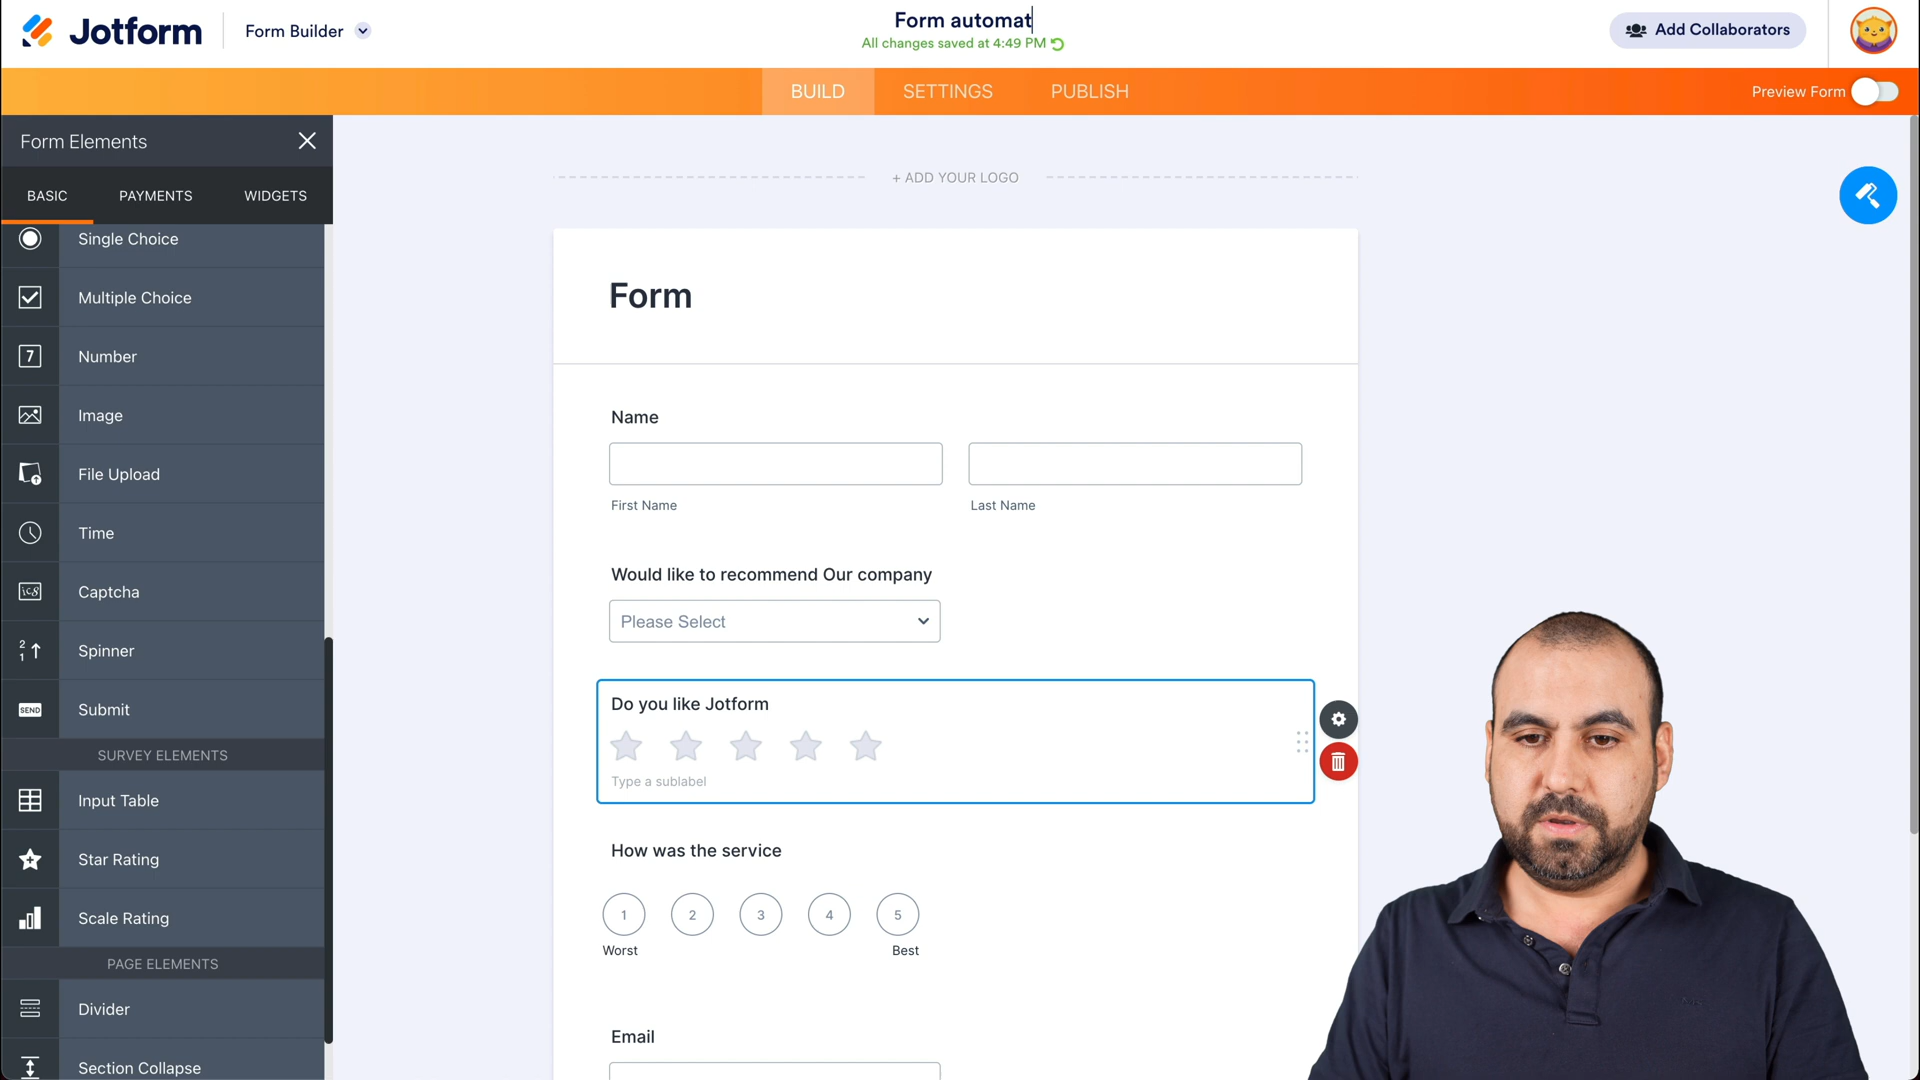 Jotform
Form Builder
Form automat
All changes saved at 4:49 PM
Add Collaborators
BUILD
SETTINGS
PUBLISH
Preview Form
Form Elements
BASIC
PAYMENTS
WIDGETS
Single Choice
Multiple Choice
7
Number
Image
File Upload
Time
Captcha
2
1
Spinner
SEND
Submit
SURVEY ELEMENTS
Input Table
Star Rating
Scale Rating
PAGE ELEMENTS
Divider
Section Collapse
+ ADD YOUR LOGO
Form
Name
First Name
Last Name
Would like to recommend Our company
Please Select
Do you like Jotform
Type a sublabel
How was the service
1
2
3
4
5
Worst
Best
Email